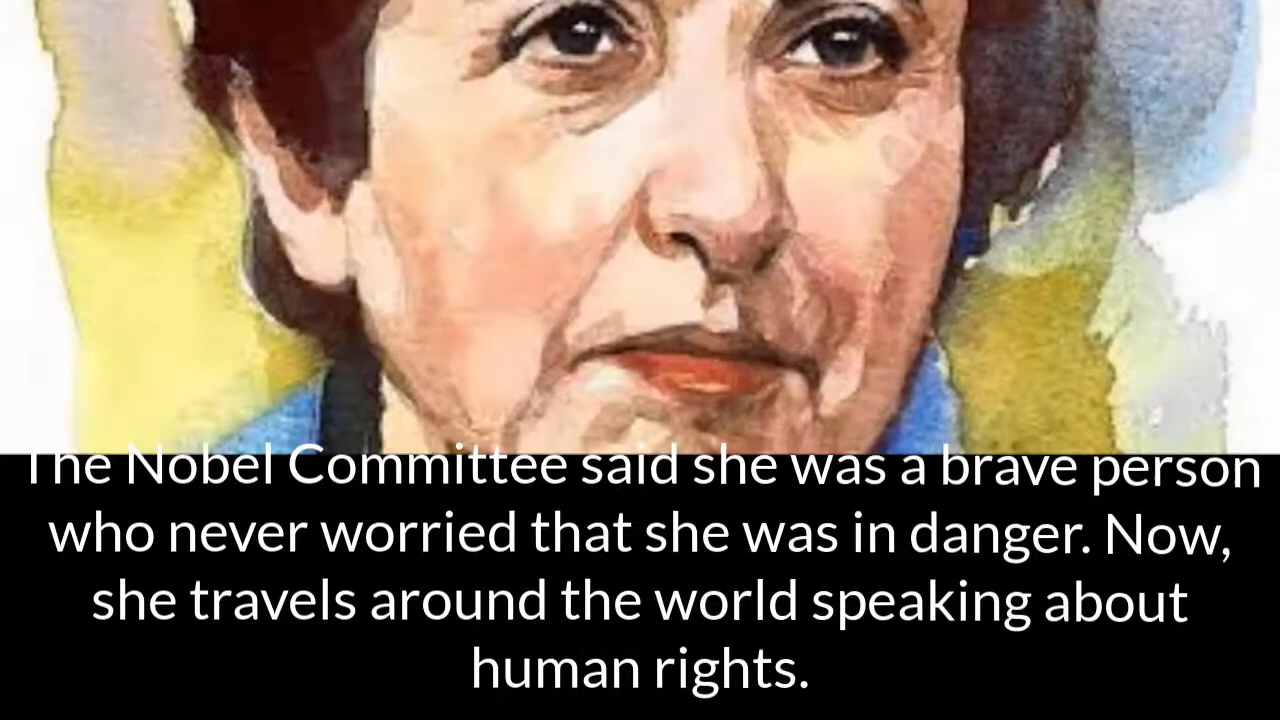 The Nobel Committee said she was a brave person
who never worried that she was in danger. Now,
she travels around the world speaking about
human rights.